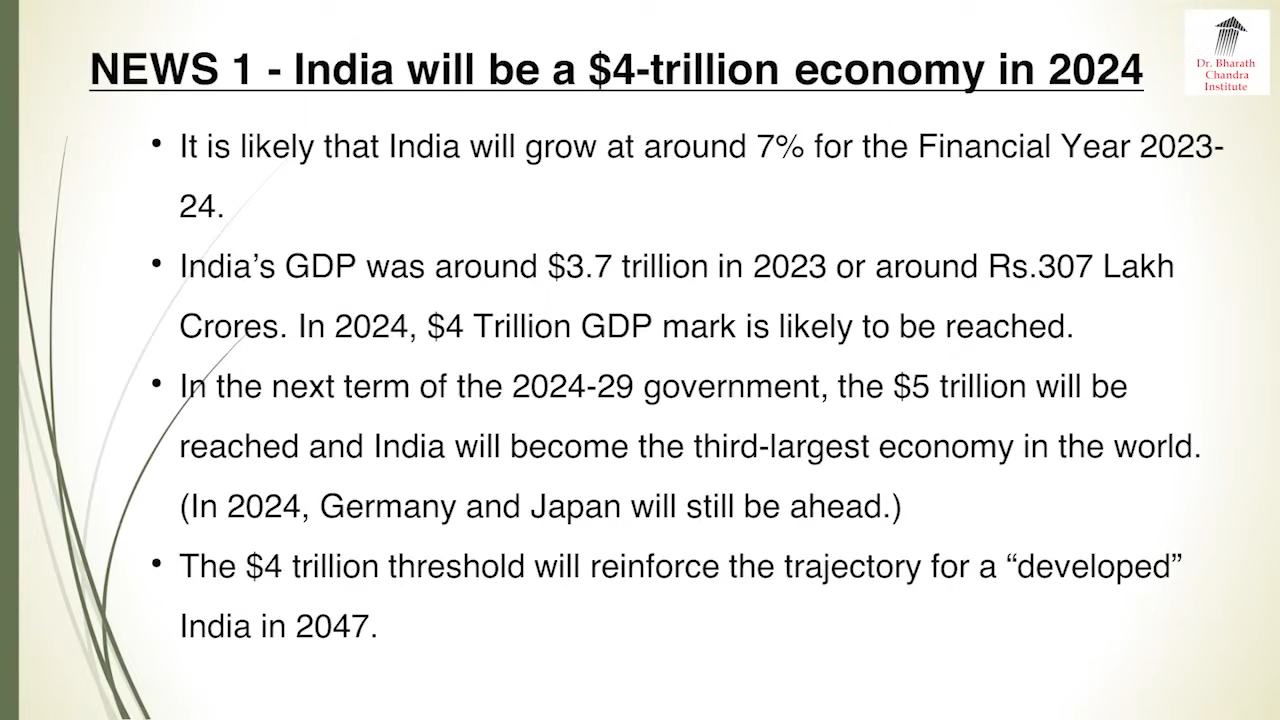 NEWS 1 - India will be a $4-trillion economy in 2024
Dr. Bharath
Chandra
Institute
• It is likely that India will grow at around 7% for the Financial Year 2023-
24.
• India’s GDP was around $3.7 trillion in 2023 or around Rs.307 Lakh
Crores. In 2024, $4 Trillion GDP mark is likely to be reached.
• In the next term of the 2024-29 government, the $5 trillion will be
reached and India will become the third-largest economy in the world.
(In 2024, Germany and Japan will still be ahead.)
• The $4 trillion threshold will reinforce the trajectory for a “developed”
India in 2047.